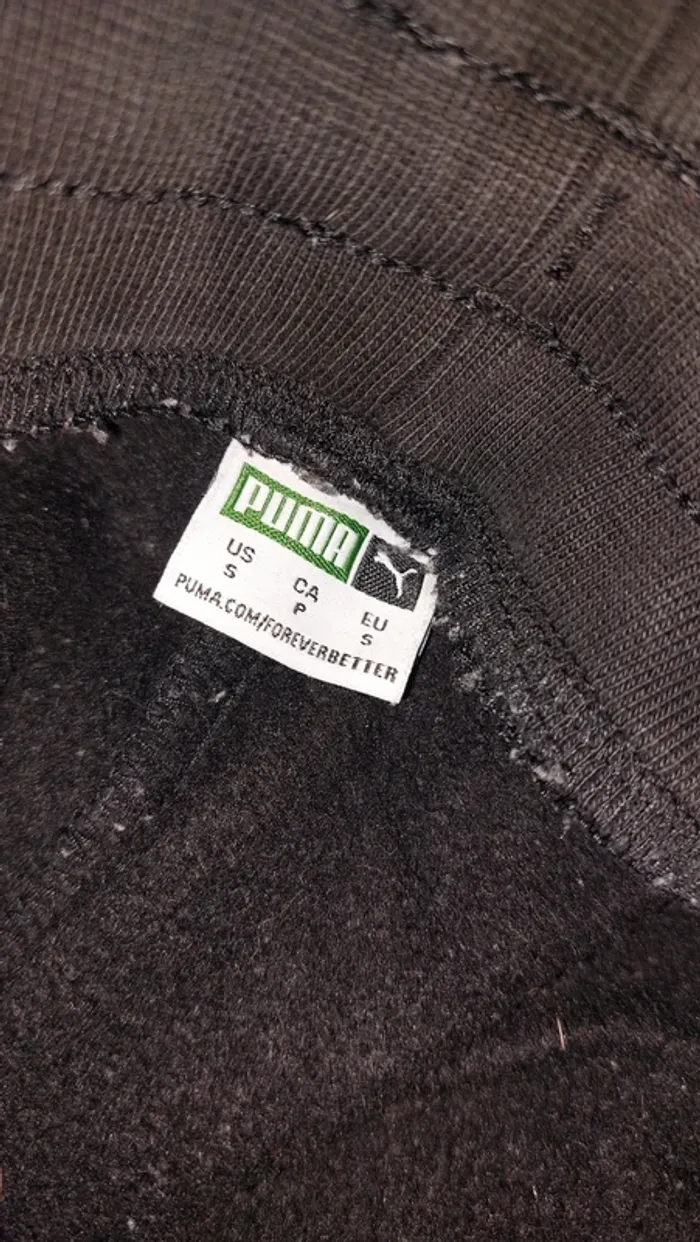 PUMA
US CA EU
S P S
PUMA.COM/FOREVERBETTER